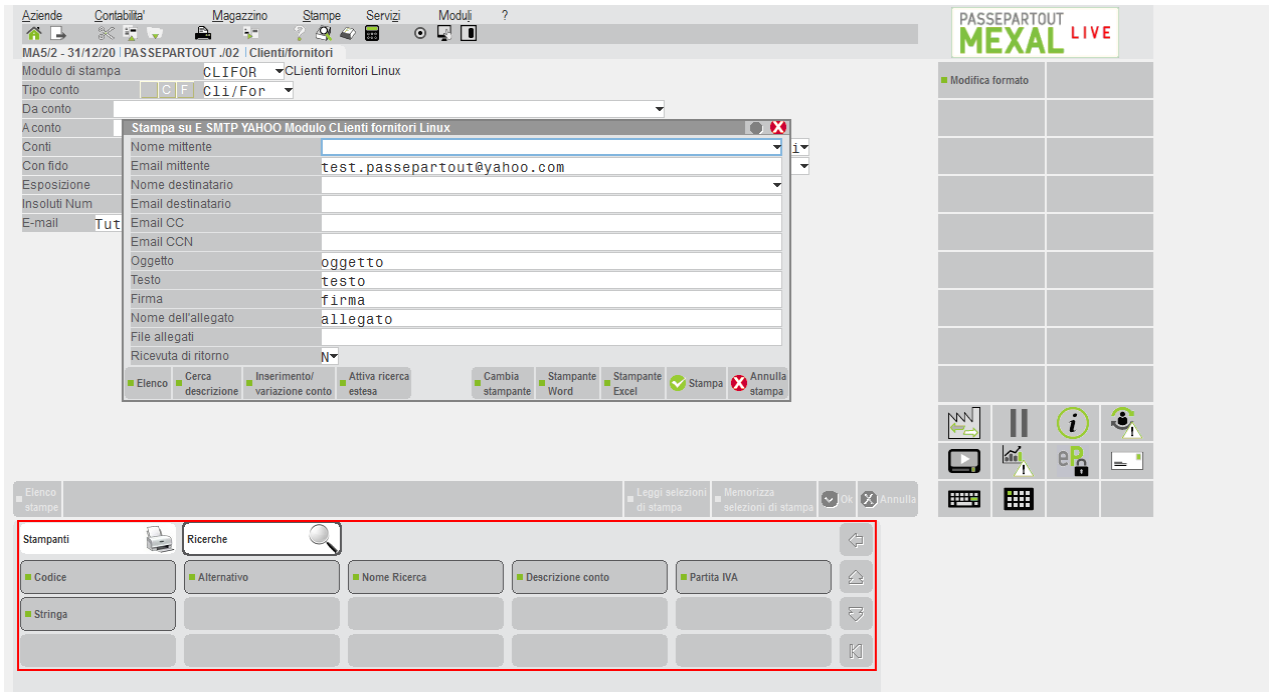 Aziende Contabilita' Magazzino Stampe Servizi Moduli ?
PASSEPARTOUT
MEXAL LIVE
MA5/2 - 31/12/20 | PASSEPARTOUT ./02 | Clienti/fornitori
Modulo di stampa CLIFOR CLienti fornitori Linux
Modifica formato
Tipo conto C F Cli/For
Da conto
A conto
Stampa su E SMTP YAHOO Modulo CLienti fornitori Linux
Conti Nome mittente i
Con fido Email mittente test.passepartout@yahoo.com
Esposizione Nome destinatario
Insoluti Num Email destinatario
E-mail Tut Email CC
Email CCN
Oggetto oggetto
Testo testo
Firma firma
Nome dell'allegato allegato
File allegati
Ricevuta di ritorno N
Elenco Cerca descrizione Inserimento/ variazione conto Attiva ricerca estesa Cambia stampante Stampante Word Stampante Excel Stampa Annulla stampa
Elenco stampe Leggi selezioni di stampa Memorizza selezioni di stampa Ok Annulla
Stampanti Ricerche
Codice Alternativo Nome Ricerca Descrizione conto Partita IVA
Stringa